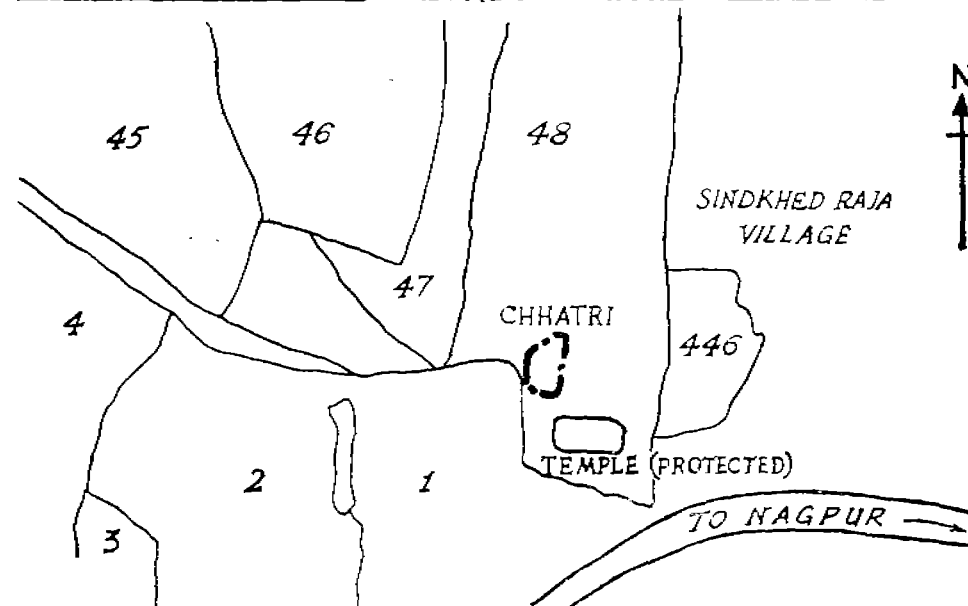 N
45
46
48
SINDKHED RAJA
VILLAGE
47
4
CHHATRI
446
TEMPLE (PROTECTED)
2
1
TO NAGPUR
3